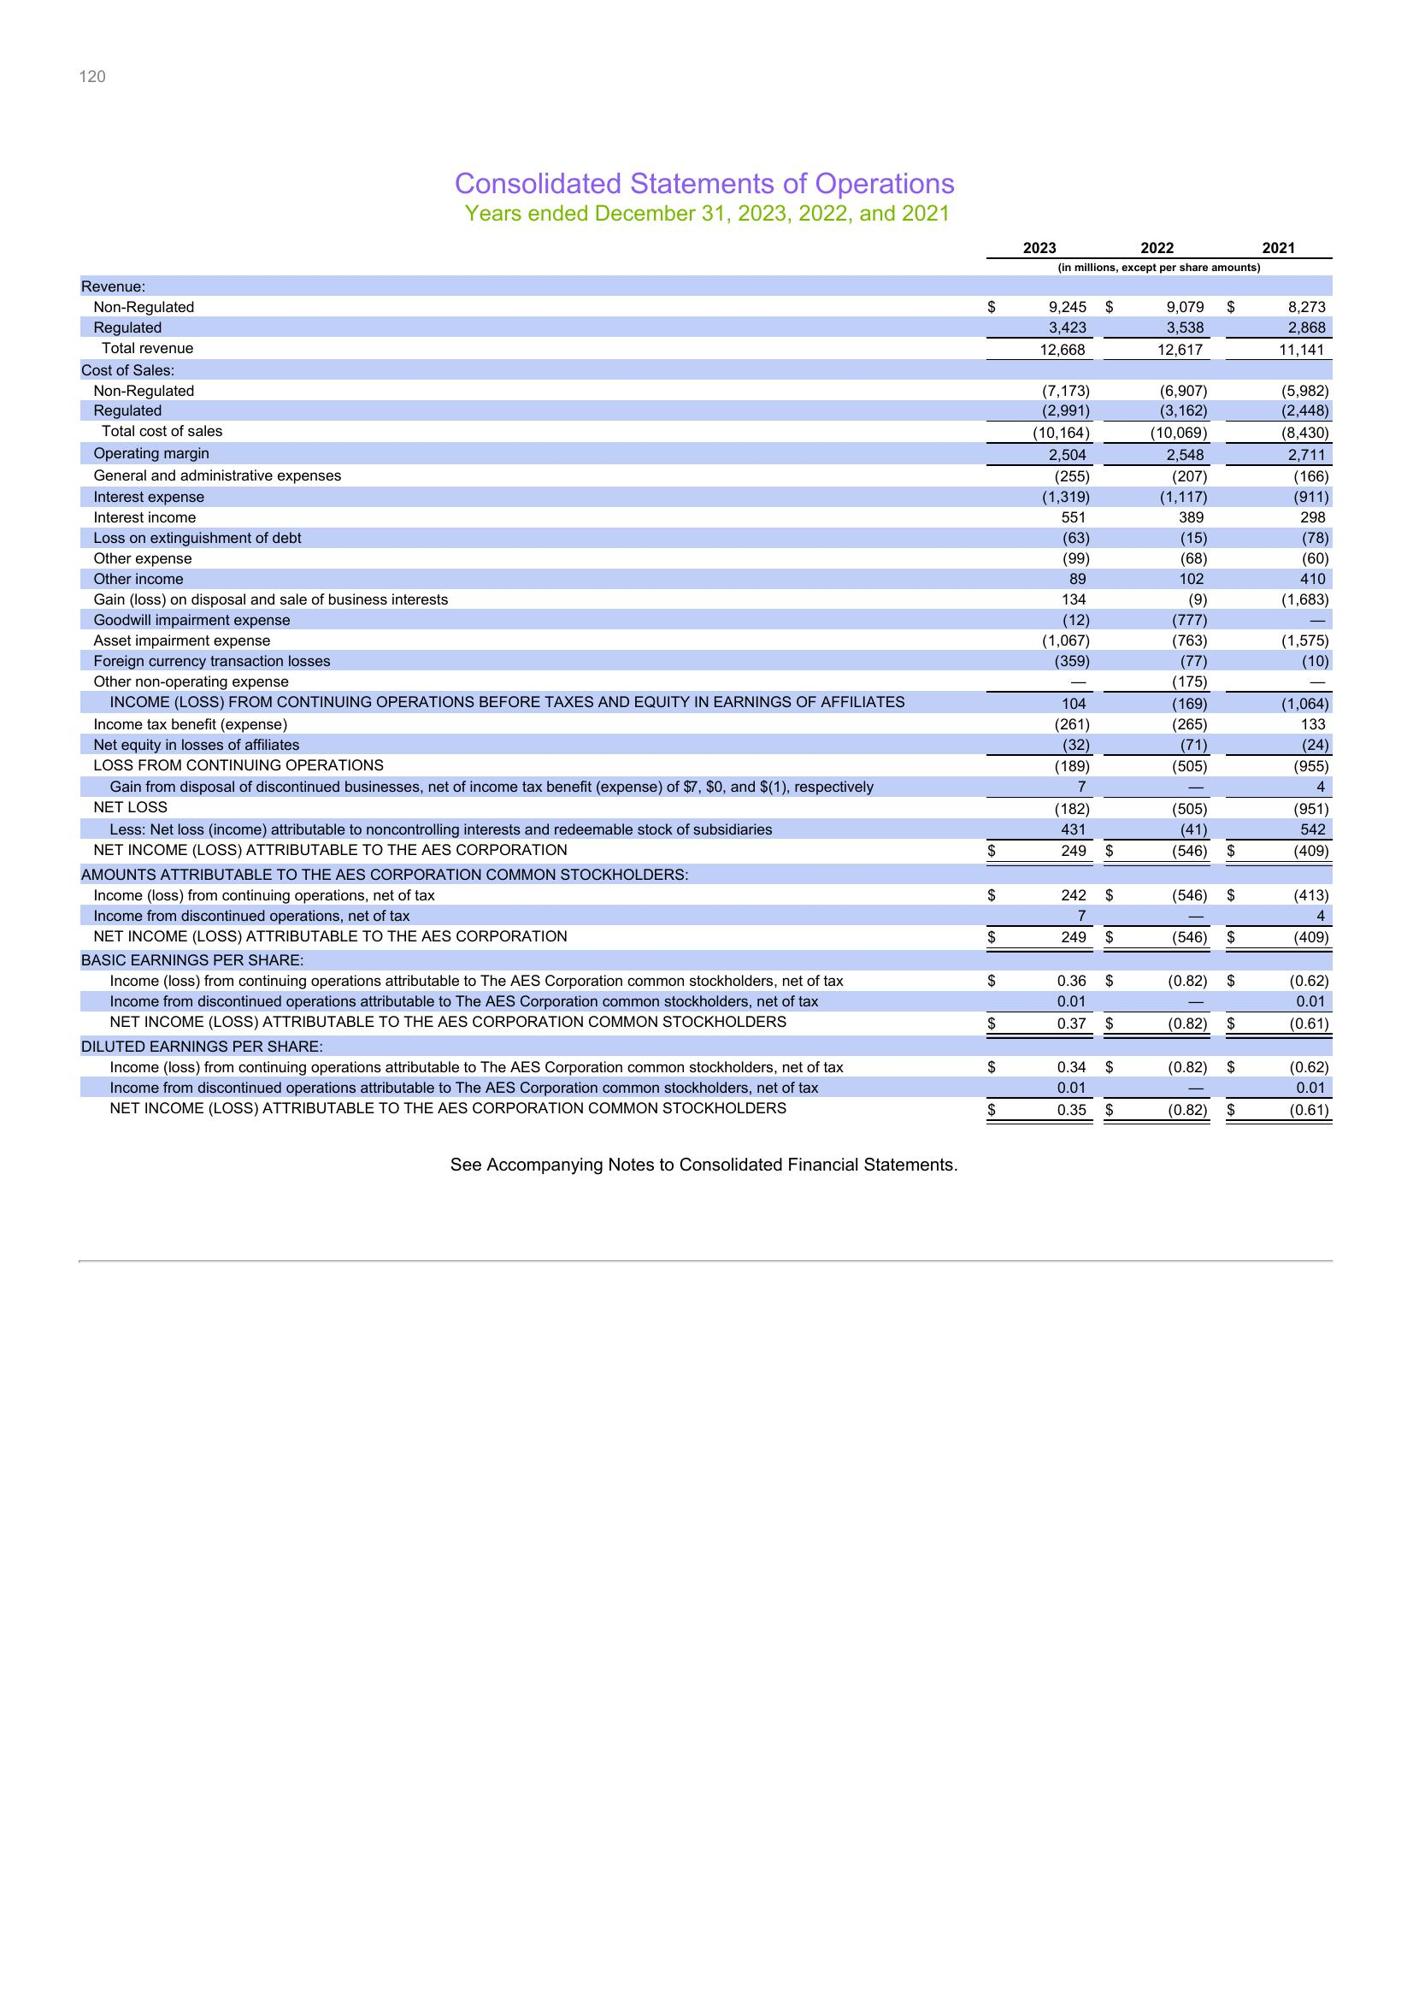 120
Consolidated Statements of Operations
Years ended December 31, 2023, 2022, and 2021
2023 2022 2021
(in millions, except per share amounts)
Revenue:
Non-Regulated $ 9,245 $ 9,079 $ 8,273
Regulated 3,423 3,538 2,868
Total revenue 12,668 12,617 11,141
Cost of Sales:
Non-Regulated (7,173) (6,907) (5,982)
Regulated (2,991) (3,162) (2,448)
Total cost of sales (10,164) (10,069) (8,430)
Operating margin 2,504 2,548 2,711
General and administrative expenses (255) (207) (166)
Interest expense (1,319) (1,117) (911)
Interest income 551 389 298
Loss on extinguishment of debt (63) (15) (78)
Other expense (99) (68) (60)
Other income 89 102 410
Gain (loss) on disposal and sale of business interests 134 (9) (1,683)
Goodwill impairment expense (12) (777) —
Asset impairment expense (1,067) (763) (1,575)
Foreign currency transaction losses (359) (77) (10)
Other non-operating expense — (175) —
INCOME (LOSS) FROM CONTINUING OPERATIONS BEFORE TAXES AND EQUITY IN EARNINGS OF AFFILIATES 104 (169) (1,064)
Income tax benefit (expense) (261) (265) 133
Net equity in losses of affiliates (32) (71) (24)
LOSS FROM CONTINUING OPERATIONS (189) (505) (955)
Gain from disposal of discontinued businesses, net of income tax benefit (expense) of $7, $0, and $(1), respectively 7 — 4
NET LOSS (182) (505) (951)
Less: Net loss (income) attributable to noncontrolling interests and redeemable stock of subsidiaries 431 (41) 542
NET INCOME (LOSS) ATTRIBUTABLE TO THE AES CORPORATION $ 249 $ (546) $ (409)
AMOUNTS ATTRIBUTABLE TO THE AES CORPORATION COMMON STOCKHOLDERS:
Income (loss) from continuing operations, net of tax $ 242 $ (546) $ (413)
Income from discontinued operations, net of tax 7 — 4
NET INCOME (LOSS) ATTRIBUTABLE TO THE AES CORPORATION $ 249 $ (546) $ (409)
BASIC EARNINGS PER SHARE:
Income (loss) from continuing operations attributable to The AES Corporation common stockholders, net of tax $ 0.36 $ (0.82) $ (0.62)
Income from discontinued operations attributable to The AES Corporation common stockholders, net of tax 0.01 — 0.01
NET INCOME (LOSS) ATTRIBUTABLE TO THE AES CORPORATION COMMON STOCKHOLDERS $ 0.37 $ (0.82) $ (0.61)
DILUTED EARNINGS PER SHARE:
Income (loss) from continuing operations attributable to The AES Corporation common stockholders, net of tax $ 0.34 $ (0.82) $ (0.62)
Income from discontinued operations attributable to The AES Corporation common stockholders, net of tax 0.01 — 0.01
NET INCOME (LOSS) ATTRIBUTABLE TO THE AES CORPORATION COMMON STOCKHOLDERS $ 0.35 $ (0.82) $ (0.61)
See Accompanying Notes to Consolidated Financial Statements.